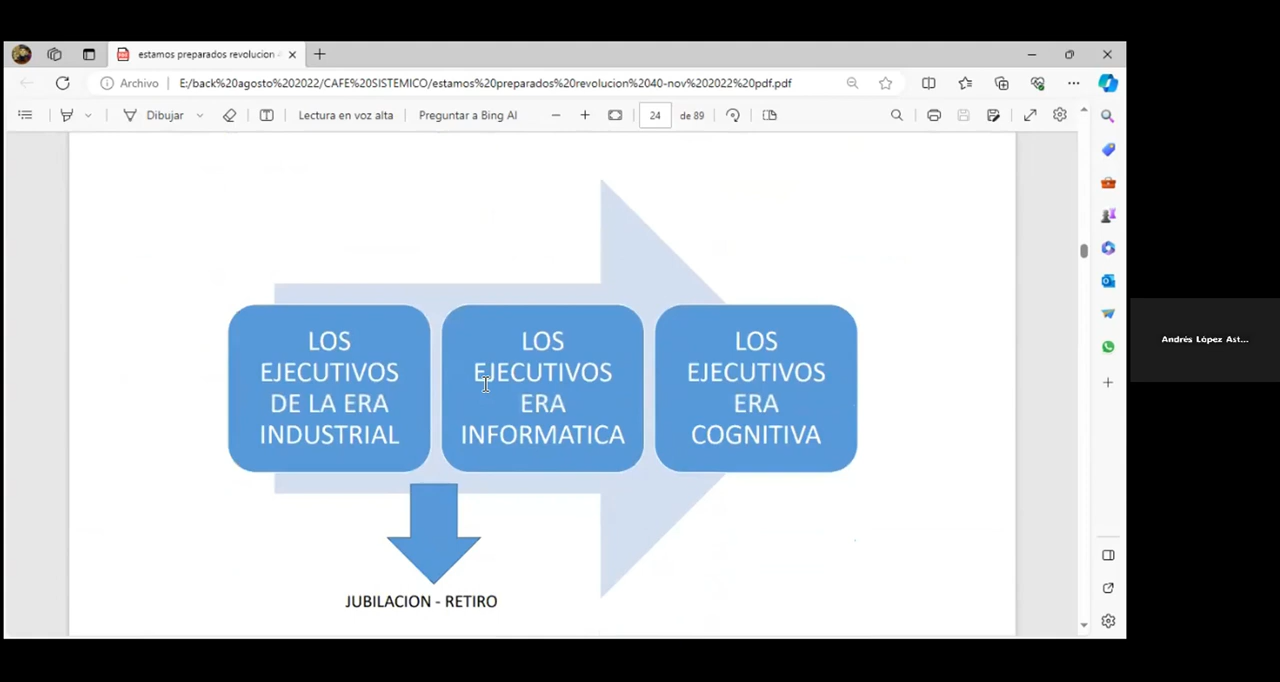 estamos preparados revolucion
Archivo
E:/back%20agosto%202022/CAFE%20SISTEMICO/estamos%20preparados%20revolucion%2040-nov%202022%20pdf.pdf
Dibujar
Lectura en voz alta
Preguntar a Bing AI
24
de 89
LOS
EJECUTIVOS
DE LA ERA
INDUSTRIAL
LOS
EJECUTIVOS
ERA
INFORMATICA
LOS
EJECUTIVOS
ERA
COGNITIVA
JUBILACION - RETIRO
Andrés López Ast...